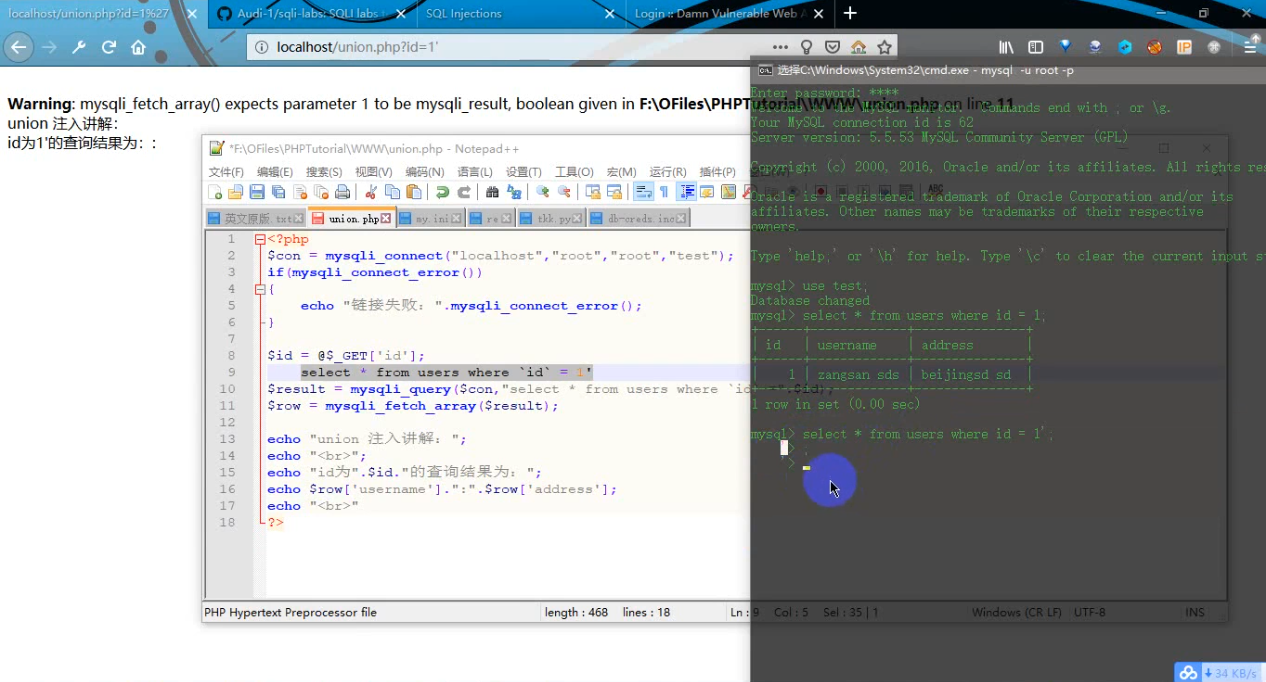 localhost/union.php?id=1%27
Audi-1/sqli-labs: SQLI labs
SQL Injections
Login :: Damn Vulnerable Web
localhost/union.php?id=1'
IP
Warning: mysqli_fetch_array() expects parameter 1 to be mysqli_result, boolean given in F:\OFiles\PHPTutorial\WWW\union.php on line 11
union 注入讲解：
id为1'的查询结果为：:
*F:\OFiles\PHPTutorial\WWW\union.php - Notepad++
文件(F) 编辑(E) 搜索(S) 视图(V) 编码(N) 语言(L) 设置(T) 工具(O) 宏(M) 运行(R) 插件(P)
英文原版.txt union.php my.ini re tkk.py db-creds.inc
1 <?php
2 $con = mysqli_connect("localhost","root","root","test");
3 if(mysqli_connect_error())
4 {
5 echo "链接失败：".mysqli_connect_error();
6 }
7
8 $id = @$_GET['id'];
9 select * from users where `id` = 1'
10 $result = mysqli_query($con,"select * from users where `id
11 $row = mysqli_fetch_array($result);
12
13 echo "union 注入讲解：";
14 echo "<br>";
15 echo "id为".$id."的查询结果为：";
16 echo $row['username'].":".$row['address'];
17 echo "<br>"
18 ?>
PHP Hypertext Preprocessor file length : 468 lines : 18 Ln : 9 Col : 5 Sel : 35 | 1 Windows (CR LF) UTF-8 INS
选择C:\Windows\System32\cmd.exe - mysql -u root -p
Enter password: ****
Welcome to the MySQL monitor. Commands end with ; or \g.
Your MySQL connection id is 62
Server version: 5.5.53 MySQL Community Server (GPL)
Copyright (c) 2000, 2016, Oracle and/or its affiliates. All rights res
Oracle is a registered trademark of Oracle Corporation and/or its
affiliates. Other names may be trademarks of their respective
owners.
Type 'help;' or '\h' for help. Type '\c' to clear the current input s
mysql> use test;
Database changed
mysql> select * from users where id = 1;
| id | username | address |
| 1 | zangsan sds | beijingsd sd |
1 row in set (0.00 sec)
mysql> select * from users where id = 1';
> ;
>
34 KB/s